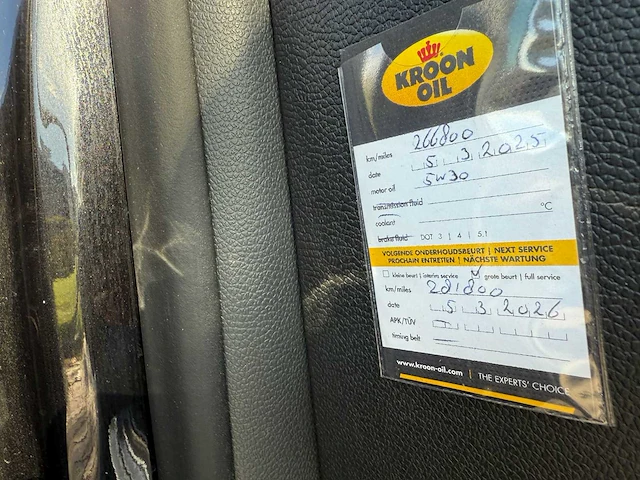 KROON
OIL
km/miles 266800
date 5 3 2025
motor oil 5W30
transmission fluid
coolant °C
brake fluid DOT 3 | 4 | 5.1
VOLGENDE ONDERHOUDSBEURT | NEXT SERVICE
PROCHAIN ENTRETIEN | NÄCHSTE WARTUNG
kleine beurt | interim service grote beurt | full service
km/miles 281800
date 5 3 2026
APK/TÜV
timing belt
www.kroon-oil.com | THE EXPERTS' CHOICE